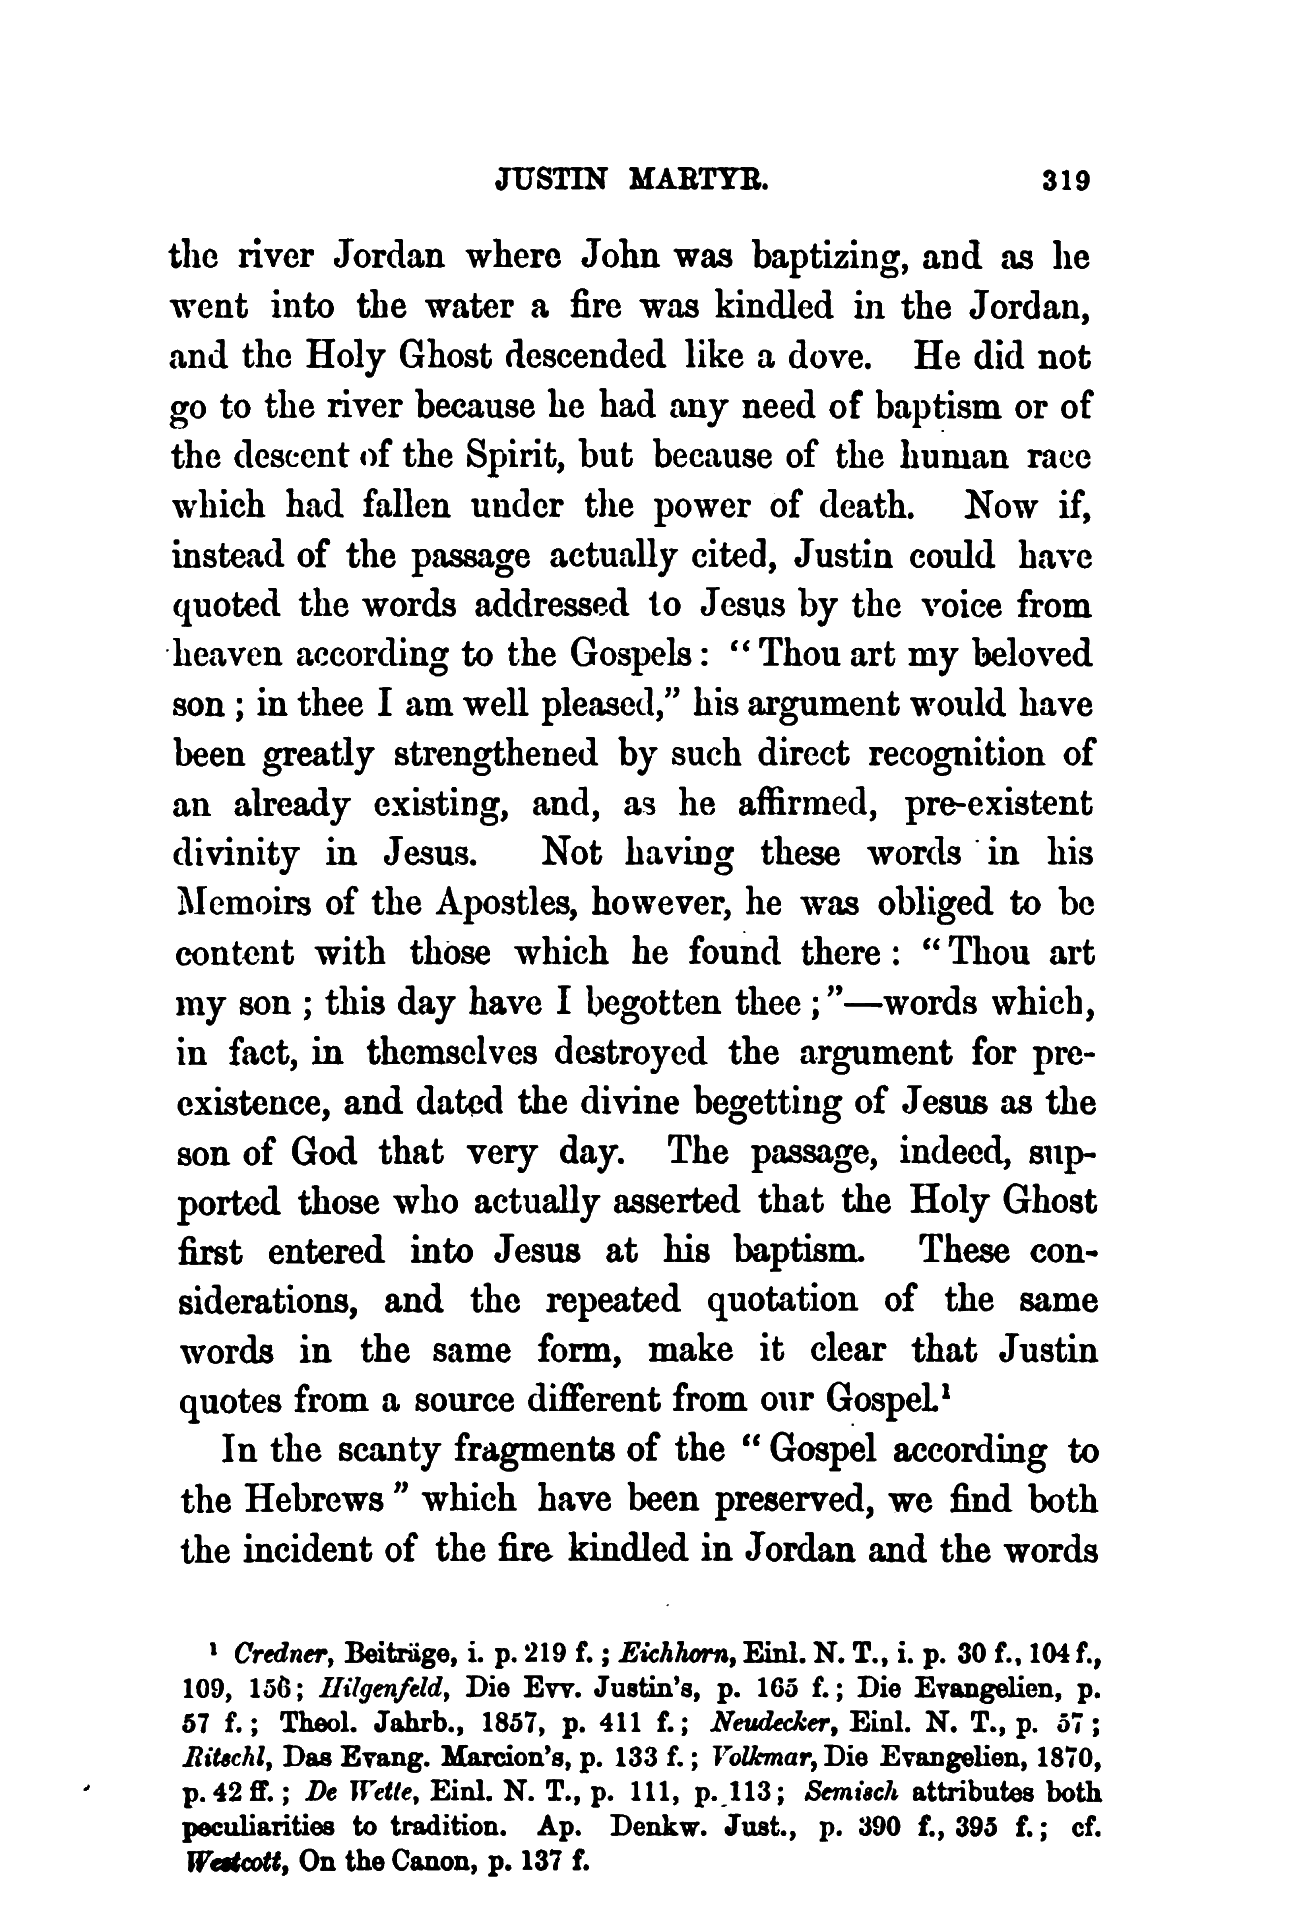 JUSTIN MARTYR. 319
the river Jordan where John was baptizing, and as he
went into the water a fire was kindled in the Jordan,
and the Holy Ghost descended like a dove. He did not
go to the river because he had any need of baptism or of
the descent of the Spirit, but because of the human race
which had fallen under the power of death. Now if,
instead of the passage actually cited, Justin could have
quoted the words addressed to Jesus by the voice from
heaven according to the Gospels : “ Thou art my beloved
son ; in thee I am well pleased,” his argument would have
been greatly strengthened by such direct recognition of
an already existing, and, as he affirmed, pre-existent
divinity in Jesus. Not having these words in his
Memoirs of the Apostles, however, he was obliged to be
content with those which he found there : “ Thou art
my son ; this day have I begotten thee ; ”—words which,
in fact, in themselves destroyed the argument for pre-
existence, and dated the divine begetting of Jesus as the
son of God that very day. The passage, indeed, sup-
ported those who actually asserted that the Holy Ghost
first entered into Jesus at his baptism. These con-
siderations, and the repeated quotation of the same
words in the same form, make it clear that Justin
quotes from a source different from our Gospel.¹
In the scanty fragments of the “ Gospel according to
the Hebrews ” which have been preserved, we find both
the incident of the fire kindled in Jordan and the words
¹ Credner, Beiträge, i. p. 219 f. ; Eichhorn, Einl. N. T., i. p. 30 f., 104 f.,
109, 156; Hilgenfeld, Die Evv. Justin's, p. 165 f. ; Die Evangelien, p.
57 f. ; Theol. Jahrb., 1857, p. 411 f. ; Neudecker, Einl. N. T., p. 57 ;
Ritschl, Das Evang. Marcion's, p. 133 f. ; Volkmar, Die Evangelien, 1870,
p. 42 ff. ; De Wette, Einl. N. T., p. 111, p. 113 ; Semisch attributes both
peculiarities to tradition. Ap. Denkw. Just., p. 390 f., 395 f. ; cf.
Westcott, On the Canon, p. 137 f.